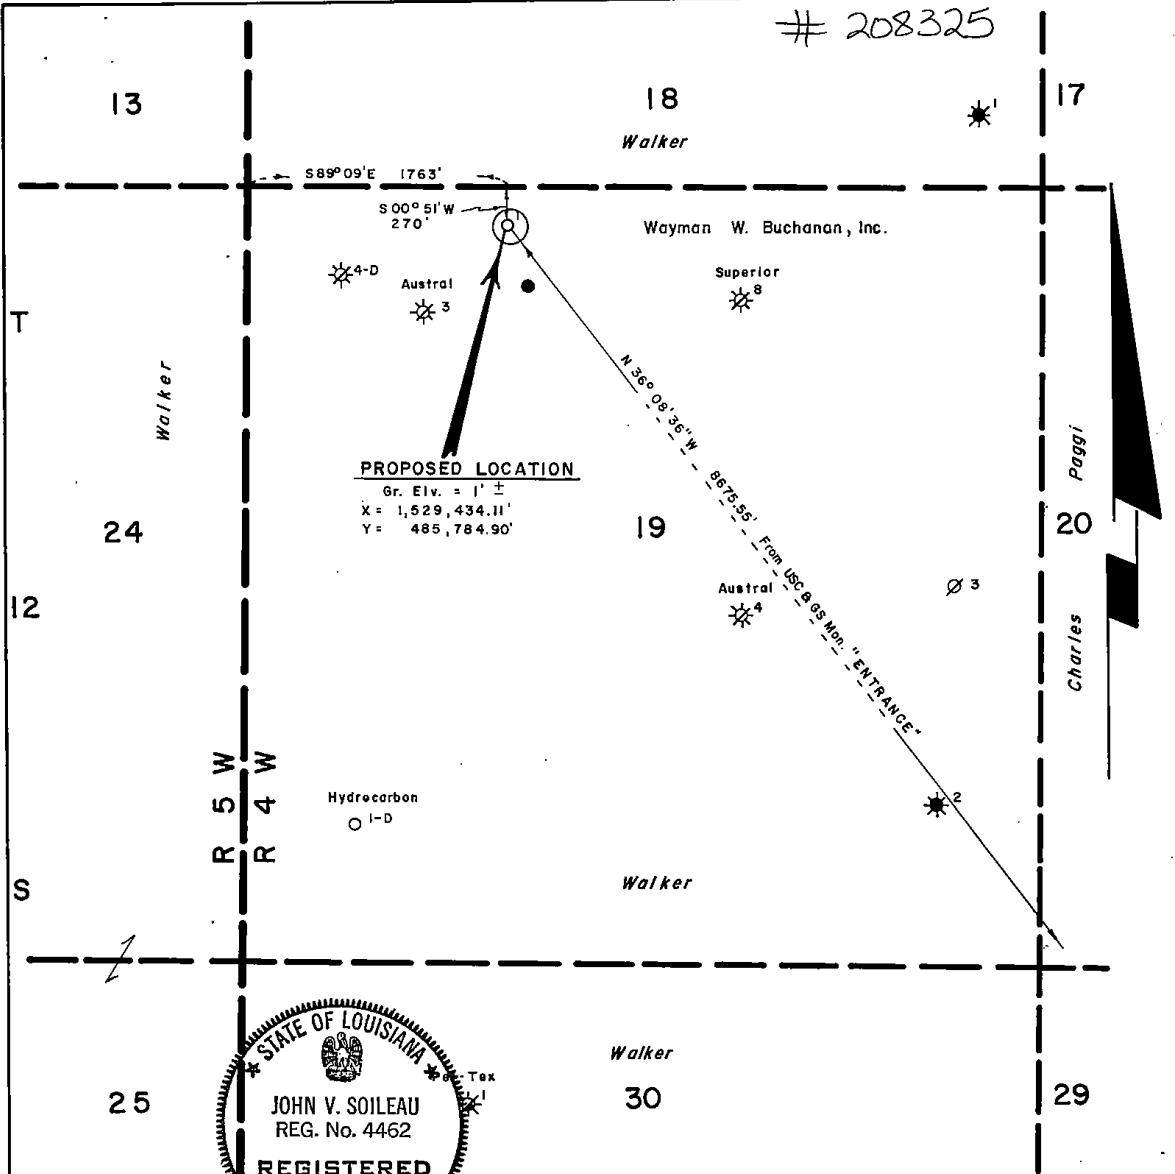 # 208325
13
18
17
1
Walker
S89°09'E 1763'
S00°51'W
270'
1
Wayman W. Buchanan, Inc.
4-D
Austral
3
Superior
8
T
Walker
N 36° 08' 36" W 8675.55' From USC & GS Mon. "ENTRANCE"
PROPOSED LOCATION
Gr. Elv. = 1' ±
X = 1,529,434.11'
Y = 485,784.90'
24
19
20
Charles Paggi
12
Austral
4
3
R 5 W
R 4 W
Hydrocarbon
1-D
2
S
Walker
STATE OF LOUISIANA
Walker
Tex
1
25
JOHN V. SOILEAU
REG. No. 4462
REGISTERED
30
29